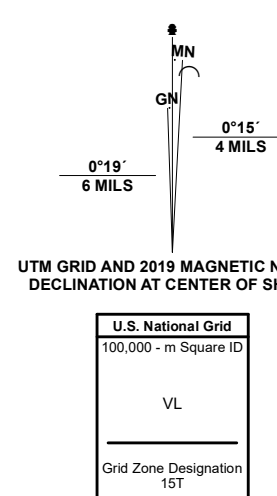 MN
GN
0°15´
4 MILS
0°19´
6 MILS
UTM GRID AND 2019 MAGNETIC N
DECLINATION AT CENTER OF SH
U.S. National Grid
100,000 - m Square ID
VL
Grid Zone Designation
15T